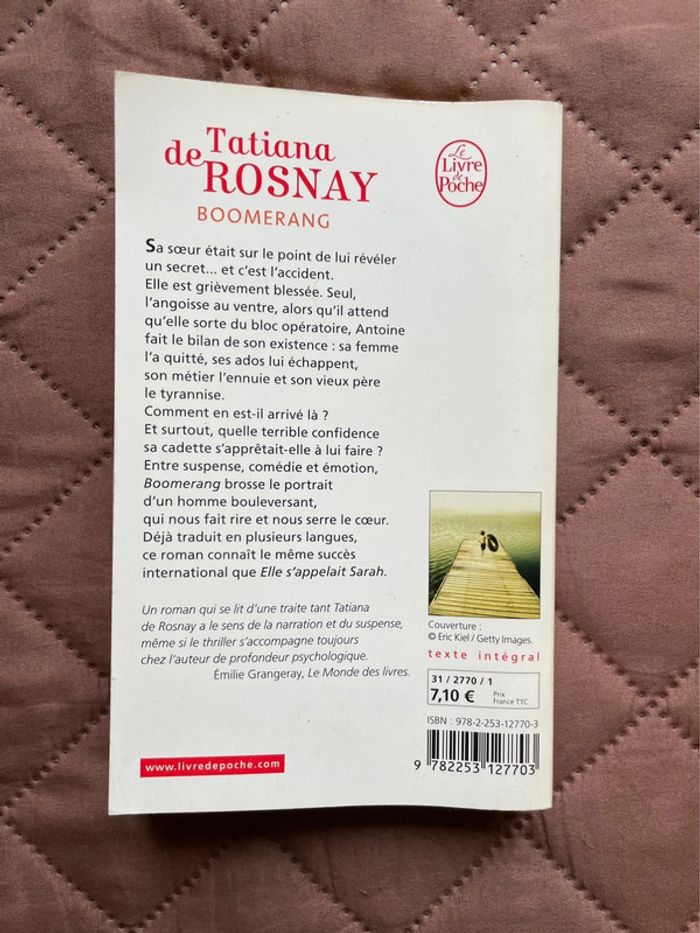 Tatiana
de ROSNAY
BOOMERANG
Le
Livre
de
Poche
Sa sœur était sur le point de lui révéler
un secret... et c'est l'accident.
Elle est grièvement blessée. Seul,
l'angoisse au ventre, alors qu'il attend
qu'elle sorte du bloc opératoire, Antoine
fait le bilan de son existence : sa femme
l'a quitté, ses ados lui échappent,
son métier l'ennuie et son vieux père
le tyrannise.
Comment en est-il arrivé là ?
Et surtout, quelle terrible confidence
sa cadette s'apprêtait-elle à lui faire ?
Entre suspense, comédie et émotion,
Boomerang brosse le portrait
d'un homme bouleversant,
qui nous fait rire et nous serre le cœur.
Déjà traduit en plusieurs langues,
ce roman connaît le même succès
international que Elle s'appelait Sarah.
Un roman qui se lit d'une traite tant Tatiana
de Rosnay a le sens de la narration et du suspense,
même si le thriller s'accompagne toujours
chez l'auteur de profondeur psychologique.
Émilie Grangeray, Le Monde des livres.
www.livredepoche.com
Couverture :
© Eric Kiel / Getty Images.
texte intégral
31 / 2770 / 1
7,10 € Prix
France TTC
ISBN : 978-2-253-12770-3
9 782253 127703